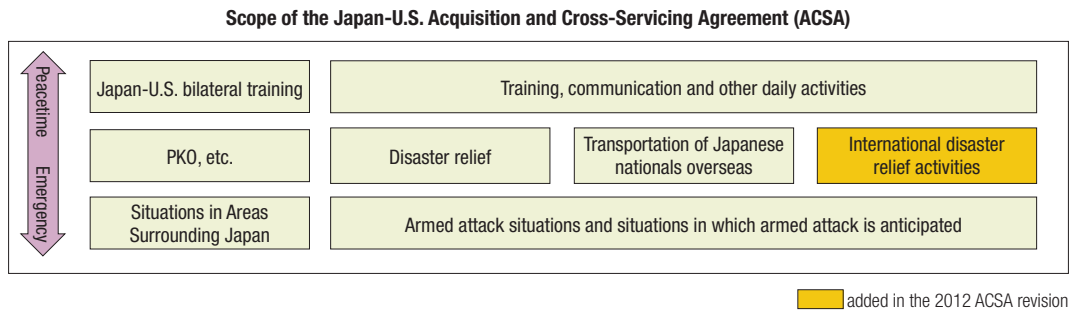 Scope of the Japan-U.S. Acquisition and Cross-Servicing Agreement (ACSA)
Peacetime
Emergency
Japan-U.S. bilateral training
Training, communication and other daily activities
PKO, etc.
Disaster relief
Transportation of Japanese
nationals overseas
International disaster
relief activities
Situations in Areas
Surrounding Japan
Armed attack situations and situations in which armed attack is anticipated
added in the 2012 ACSA revision